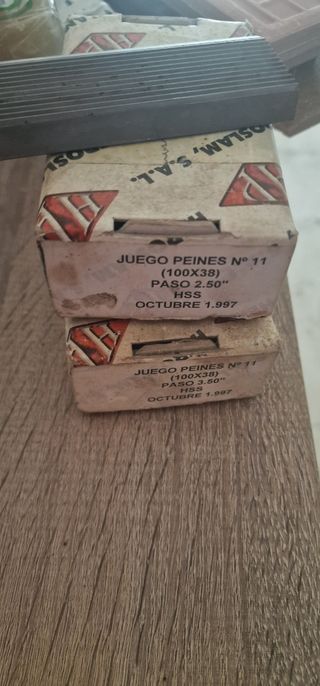 ROSLAM, S.A.L.
JUEGO PEINES Nº 11
(100X38)
PASO 2.50"
HSS
OCTUBRE 1.997
JUEGO PEINES Nº 11
(100X38)
PASO 3.50"
HSS
OCTUBRE 1.997